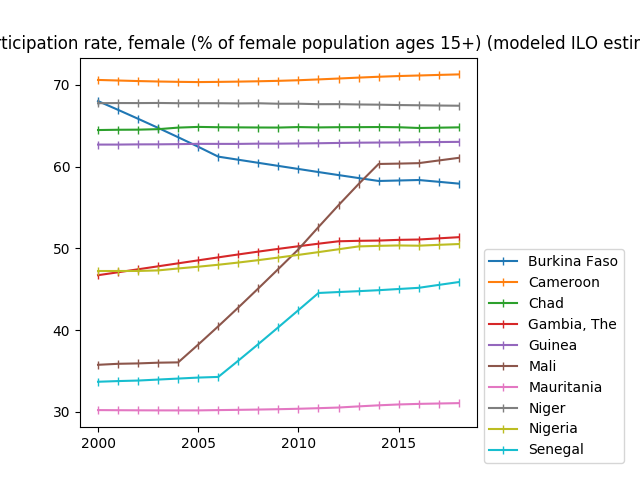 rticipation rate, female (% of female population ages 15+) (modeled ILO estim
70
60
50
40
30
2000
2005
2010
2015
Burkina Faso
Cameroon
Chad
Gambia, The
Guinea
Mali
Mauritania
Niger
Nigeria
Senegal